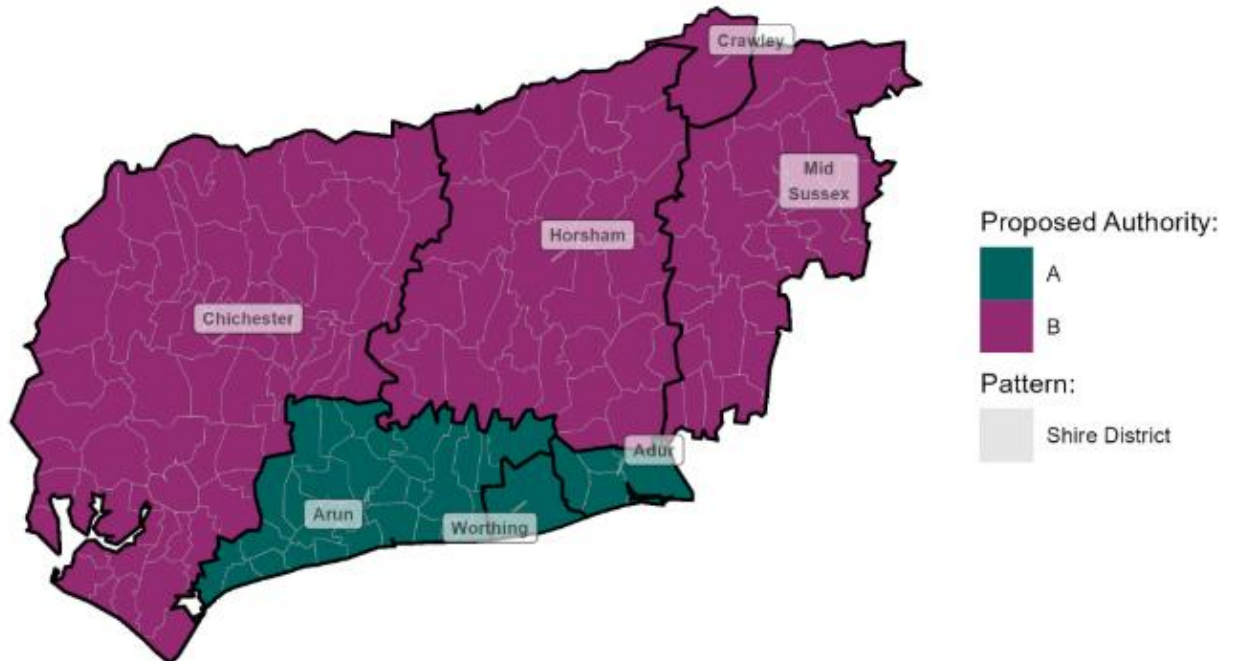 Crawley
Mid
Sussex
Horsham
Chichester
Adur
Arun
Worthing
Proposed Authority:
A
B
Pattern:
Shire District